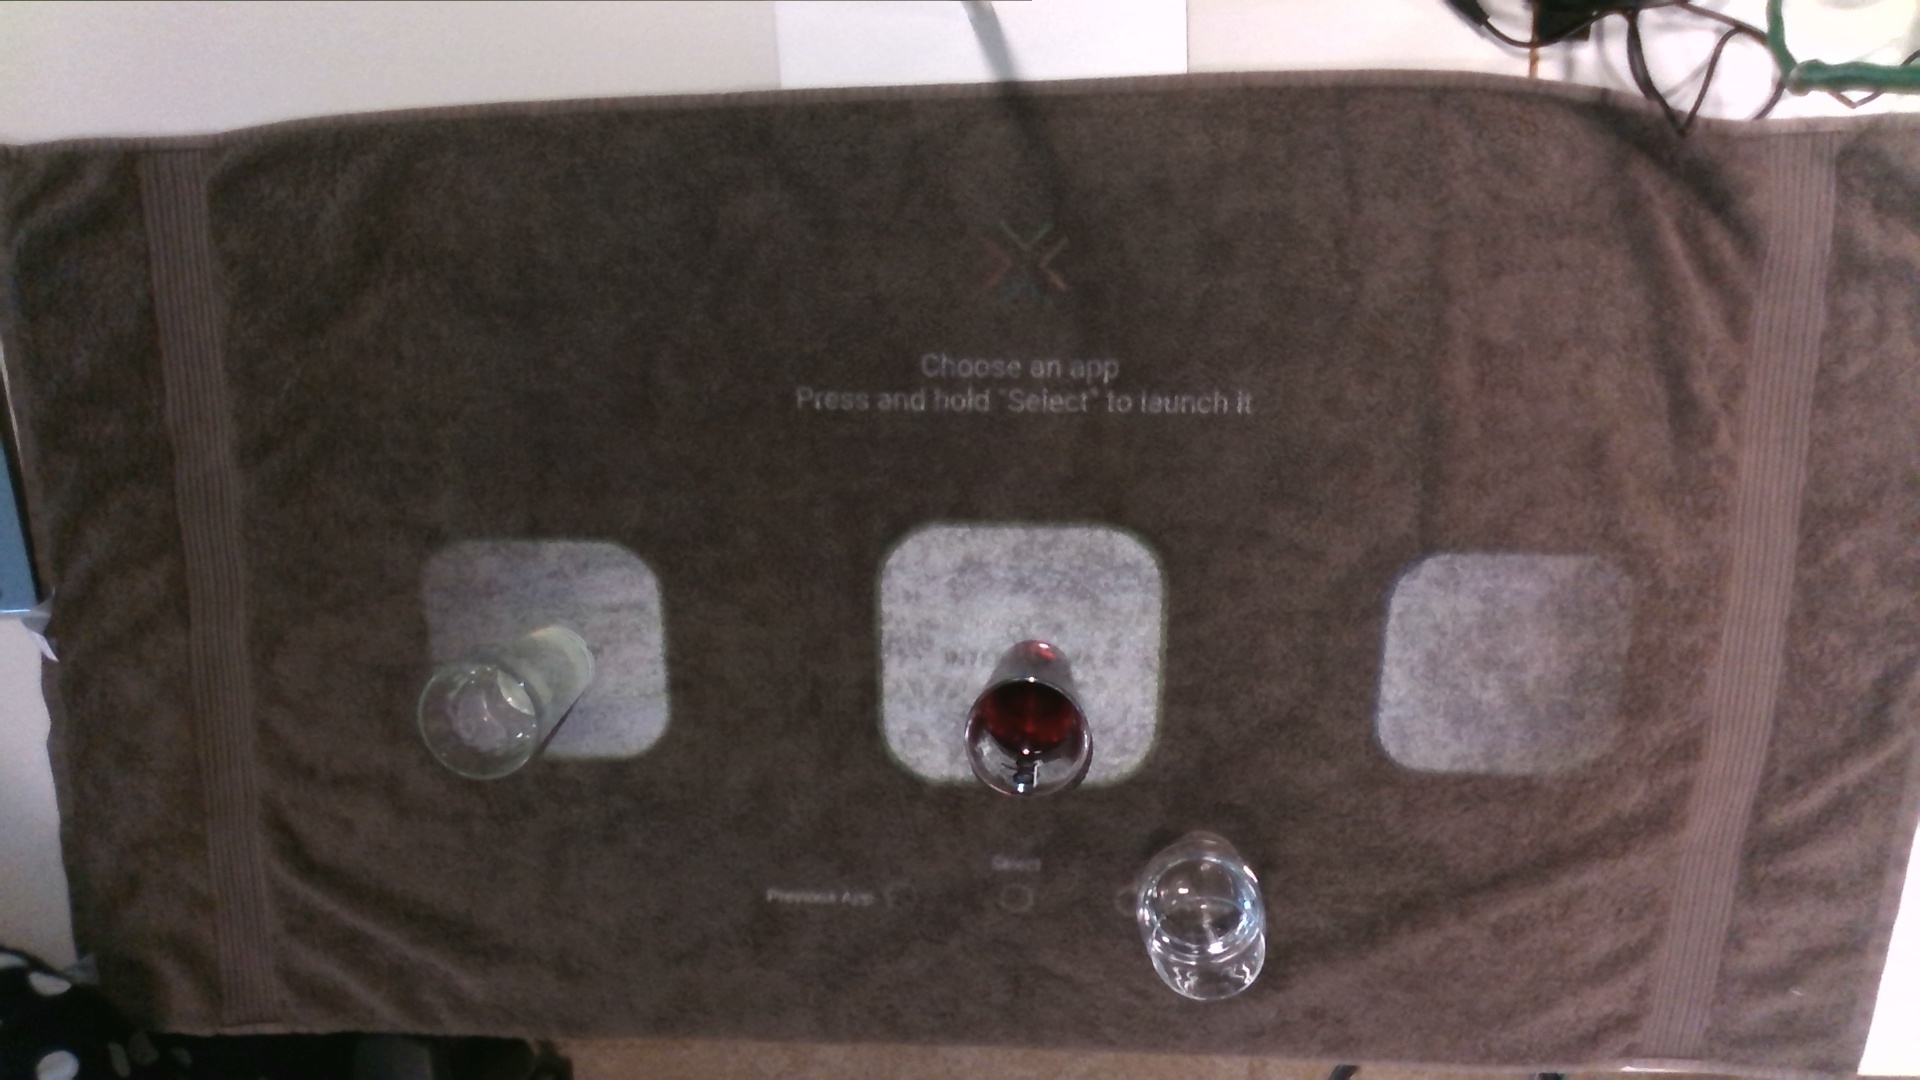 Choose an app
Press and hold "Select" to launch it
Select
Previous App